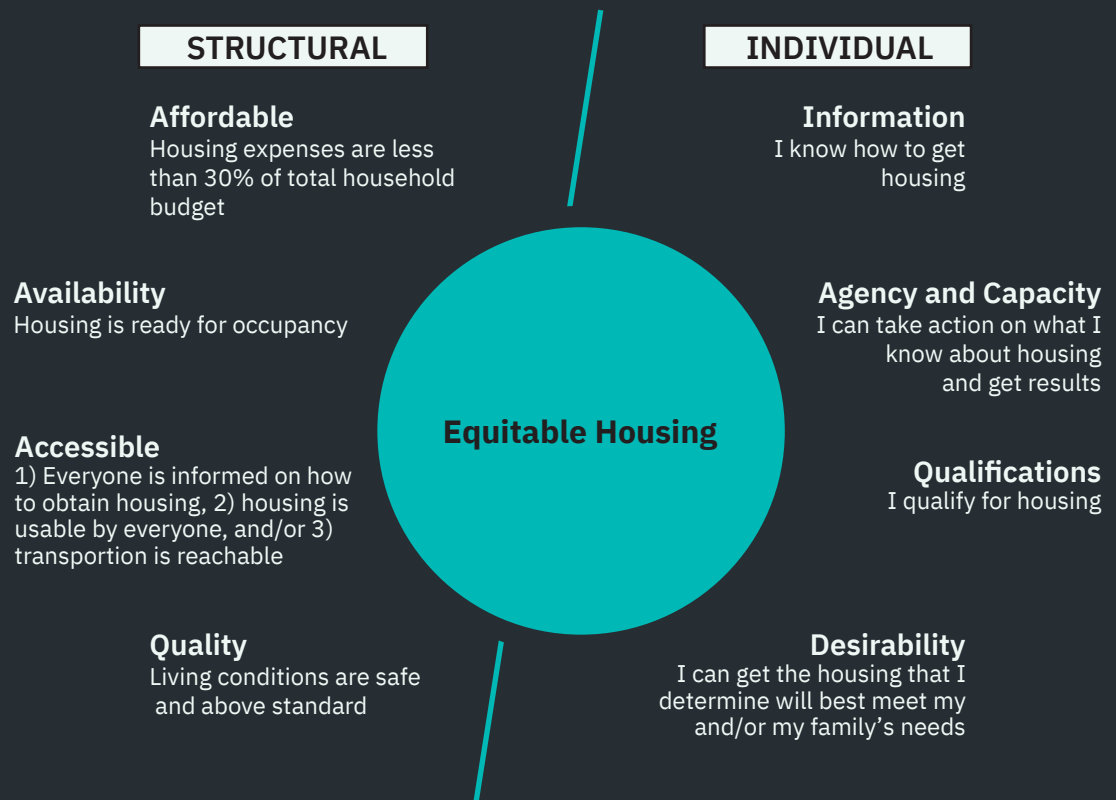 STRUCTURAL
Affordable
Housing expenses are less
than 30% of total household
budget
Availability
Housing is ready for occupancy
Accessible
1) Everyone is informed on how
to obtain housing, 2) housing is
usable by everyone, and/or 3)
transportion is reachable
Quality
Living conditions are safe
and above standard
Equitable Housing
INDIVIDUAL
Information
I know how to get
housing
Agency and Capacity
I can take action on what I
know about housing
and get results
Qualifications
I qualify for housing
Desirability
I can get the housing that I
determine will best meet my
and/or my family’s needs